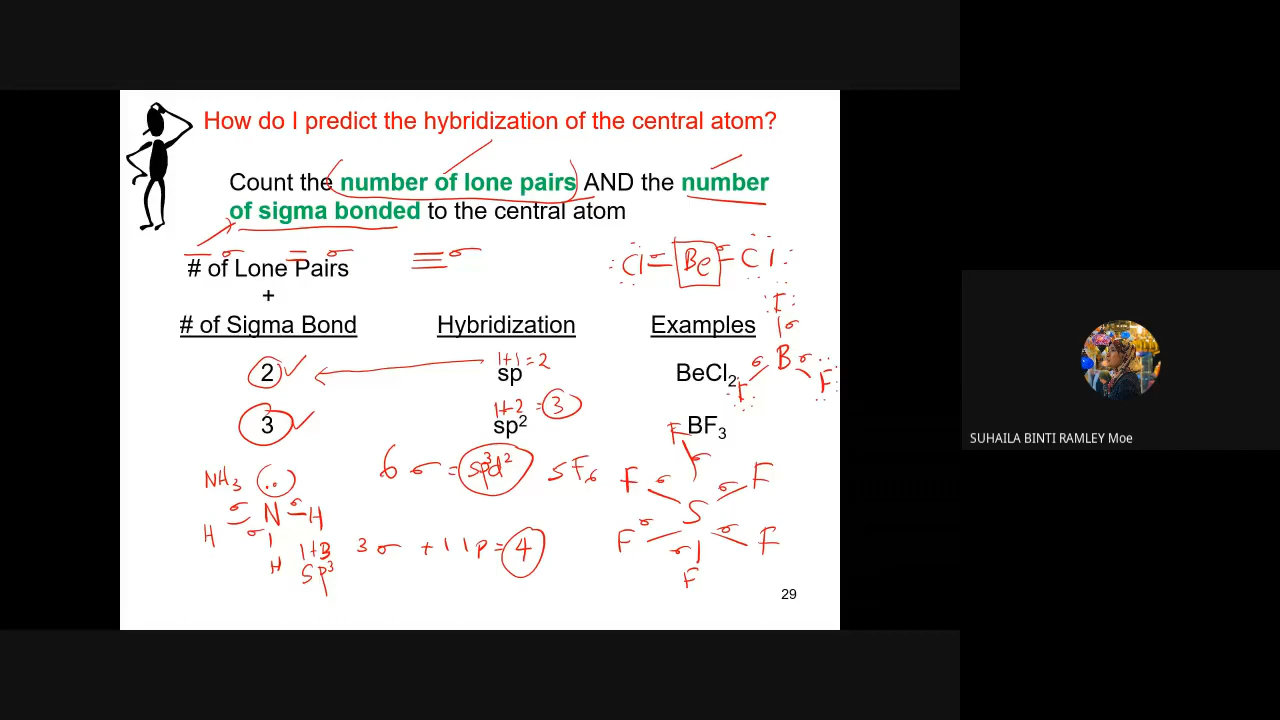 How do I predict the hybridization of the central atom?
Count the number of lone pairs AND the number
of sigma bonded to the central atom
σ = σ ≡ σ
Cl σ Be σ Cl
# of Lone Pairs
+
# of Sigma Bond Hybridization Examples
F
σ
σ B σ
F F
1+1=2
2 sp BeCl2
1+2 = 3
3 sp2 BF3
F
6 σ = sp3d2 SF6
NH3 ..
F σ σ σ F
σ N σ H
S
H σ
F σ σ F
1+3 3 σ + 1 lp = 4
σ
H sp3
F
29
SUHAILA BINTI RAMLEY Moe